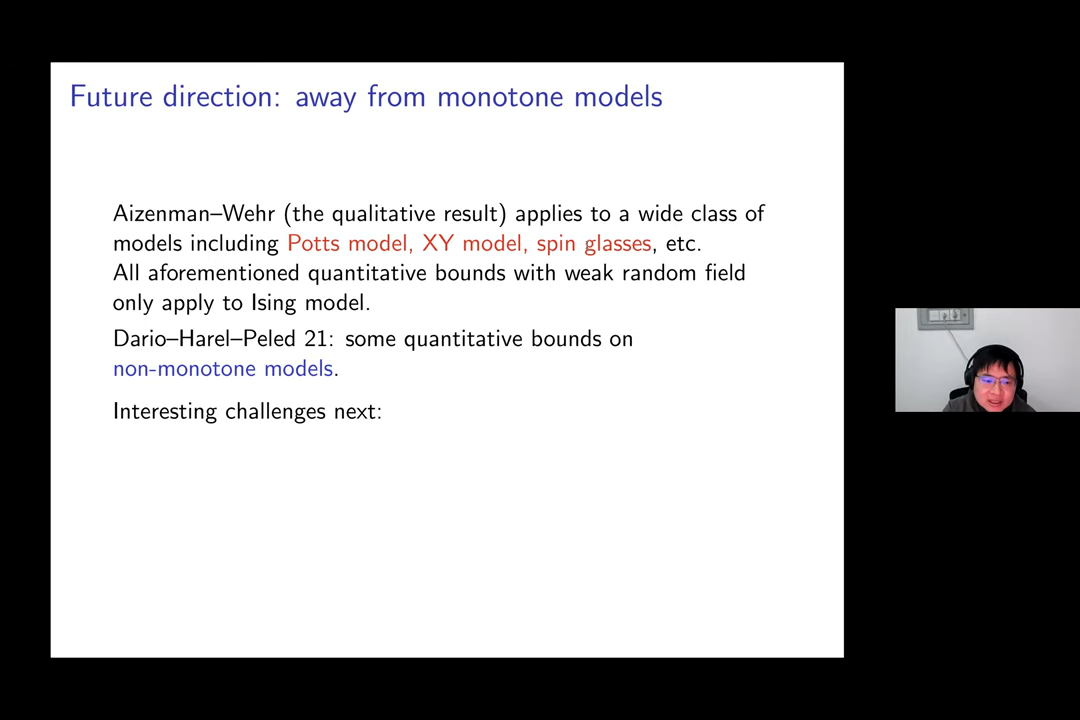 Future direction: away from monotone models
Aizenman–Wehr (the qualitative result) applies to a wide class of
models including Potts model, XY model, spin glasses, etc.
All aforementioned quantitative bounds with weak random field
only apply to Ising model.
Dario–Harel–Peled 21: some quantitative bounds on
non-monotone models.
Interesting challenges next: